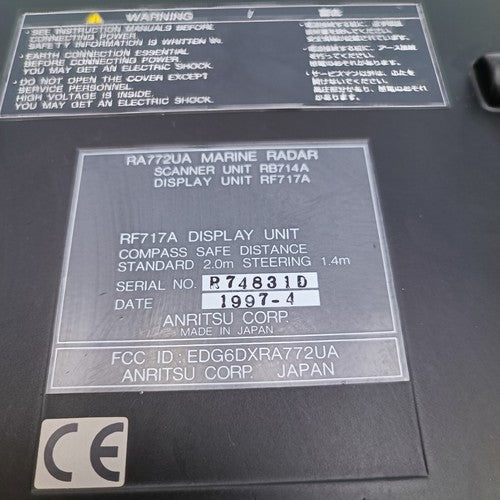 WARNING
· SEE INSTRUCTION MANUALS BEFORE
CONNECTING POWER.
SAFETY INFORMATION IS WRITTEN IN.
· EARTH CONNECTION ESSENTIAL
BEFORE CONNECTING POWER.
YOU MAY GET AN ELECTRIC SHOCK.
· DO NOT OPEN THE COVER EXCEPT
SERVICE PERSONNEL.
HIGH VOLTAGE IS INSIDE.
YOU MAY GET AN ELECTRIC SHOCK.
RA772UA MARINE RADAR
SCANNER UNIT RB714A
DISPLAY UNIT RF717A
RF717A DISPLAY UNIT
COMPASS SAFE DISTANCE
STANDARD 2.0m STEERING 1.4m
SERIAL NO. R74831D
DATE 1997-4
ANRITSU CORP.
MADE IN JAPAN
FCC ID : EDG6DXRA772UA
ANRITSU CORP. JAPAN
CE